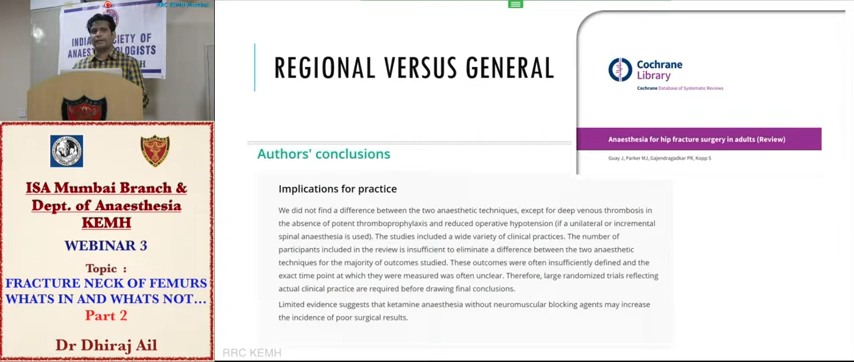 RRC KEMH Mumbai
INDIAN SOCIETY OF
ANAESTHESIOLOGISTS
ISA Mumbai Branch &
Dept. of Anaesthesia
KEMH
WEBINAR 3
Topic :
FRACTURE NECK OF FEMURS
WHATS IN AND WHATS NOT...
Part 2
Dr Dhiraj Ail
REGIONAL VERSUS GENERAL
Cochrane
Library
Cochrane Database of Systematic Reviews
Anaesthesia for hip fracture surgery in adults (Review)
Guay J, Parker MJ, Gajendragadkar PR, Kopp S
Authors' conclusions
Implications for practice
We did not find a difference between the two anaesthetic techniques, except for deep venous thrombosis in
the absence of potent thromboprophylaxis and reduced operative hypotension (if a unilateral or incremental
spinal anaesthesia is used). The studies included a wide variety of clinical practices. The number of
participants included in the review is insufficient to eliminate a difference between the two anaesthetic
techniques for the majority of outcomes studied. These outcomes were often insufficiently defined and the
exact time point at which they were measured was often unclear. Therefore, large randomized trials reflecting
actual clinical practice are required before drawing final conclusions.
Limited evidence suggests that ketamine anaesthesia without neuromuscular blocking agents may increase
the incidence of poor surgical results.
RRC KEMH